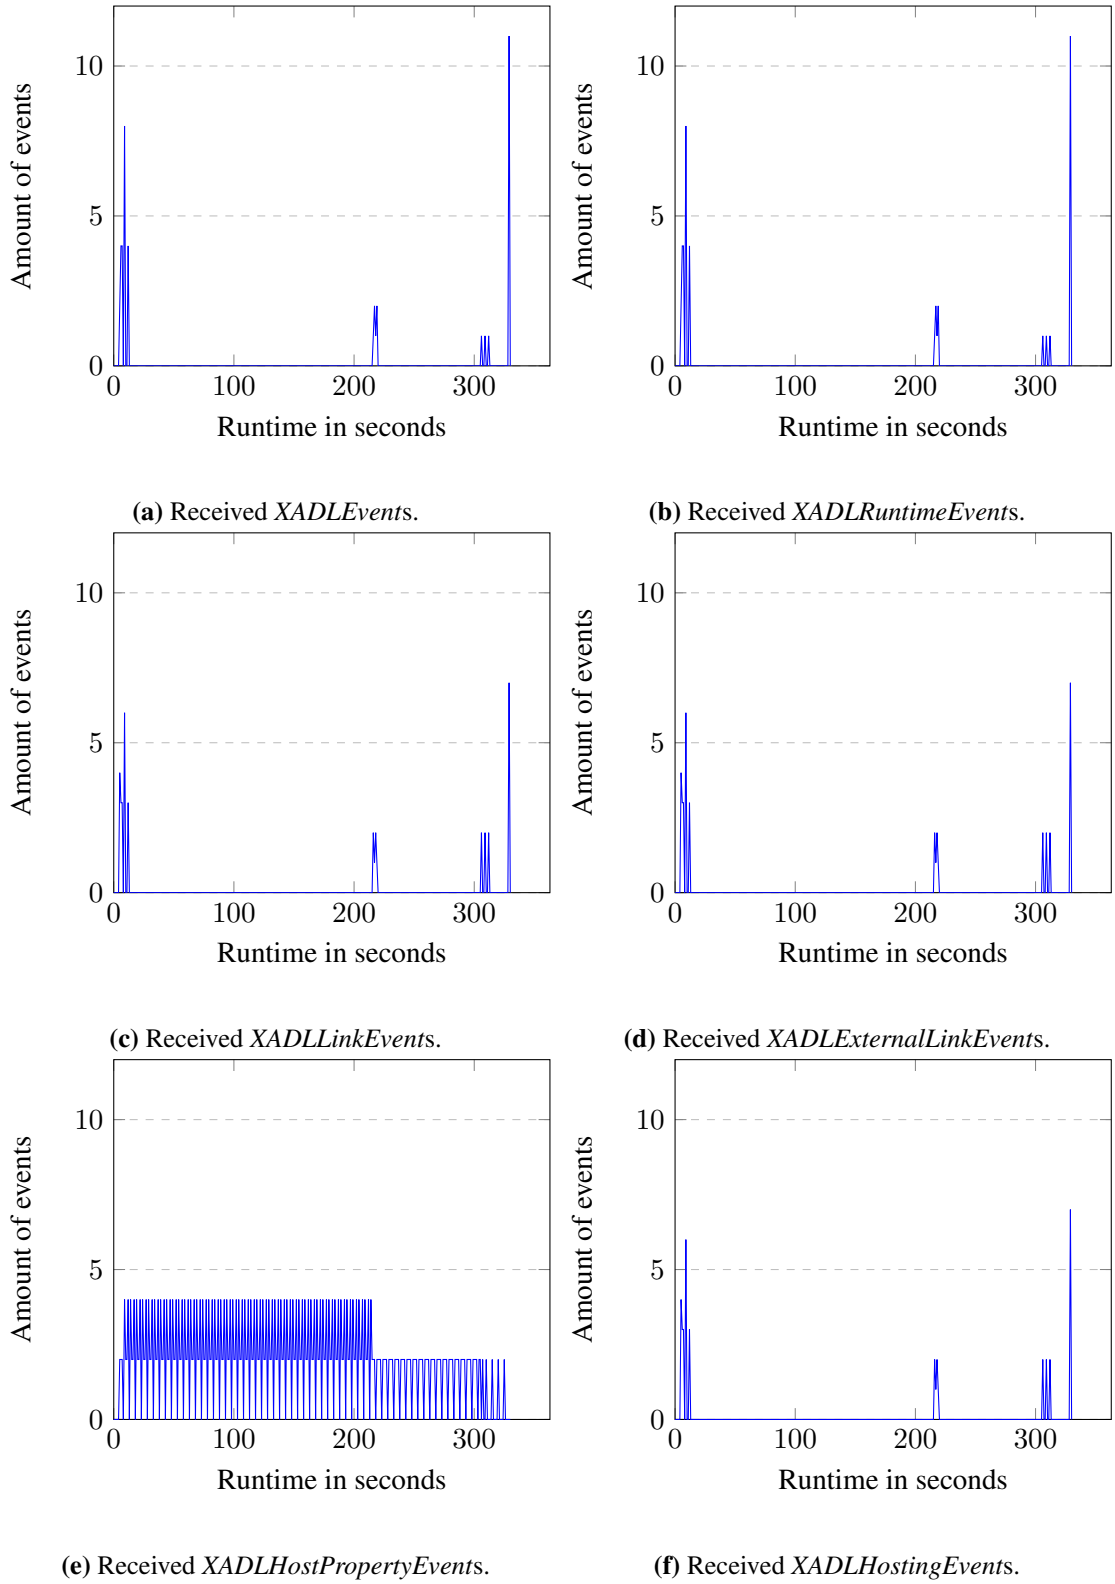 10
5
0
0 100 200 300
Amount of events
Runtime in seconds
(a) Received XADLEvents.
10
5
0
0 100 200 300
Amount of events
Runtime in seconds
(b) Received XADLRuntimeEvents.
10
5
0
0 100 200 300
Amount of events
Runtime in seconds
(c) Received XADLLinkEvents.
10
5
0
0 100 200 300
Amount of events
Runtime in seconds
(d) Received XADLExternalLinkEvents.
10
5
0
0 100 200 300
Amount of events
Runtime in seconds
(e) Received XADLHostPropertyEvents.
10
5
0
0 100 200 300
Amount of events
Runtime in seconds
(f) Received XADLHostingEvents.